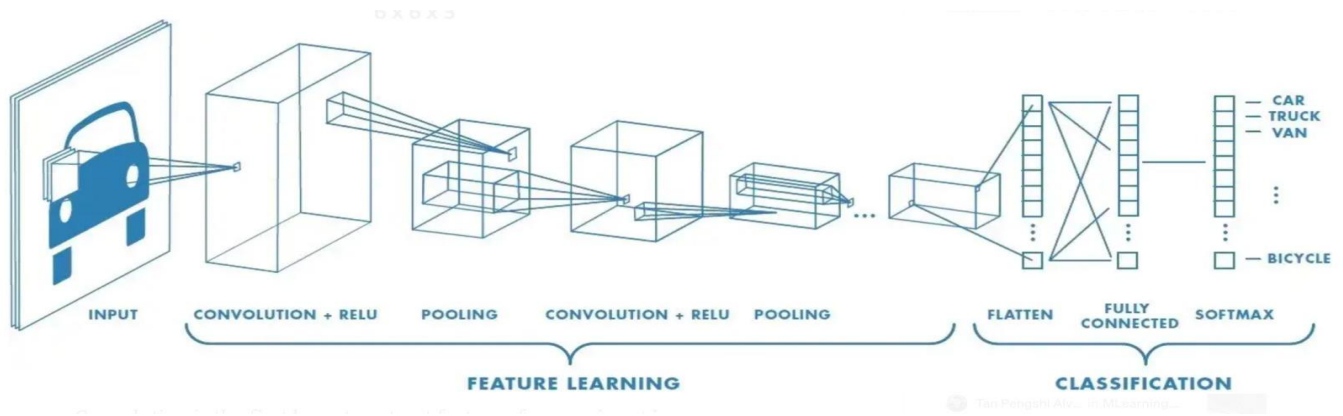 CAR
TRUCK
VAN
BICYCLE
INPUT
CONVOLUTION + RELU
POOLING
CONVOLUTION + RELU
POOLING
FLATTEN
FULLY
CONNECTED
SOFTMAX
FEATURE LEARNING
CLASSIFICATION